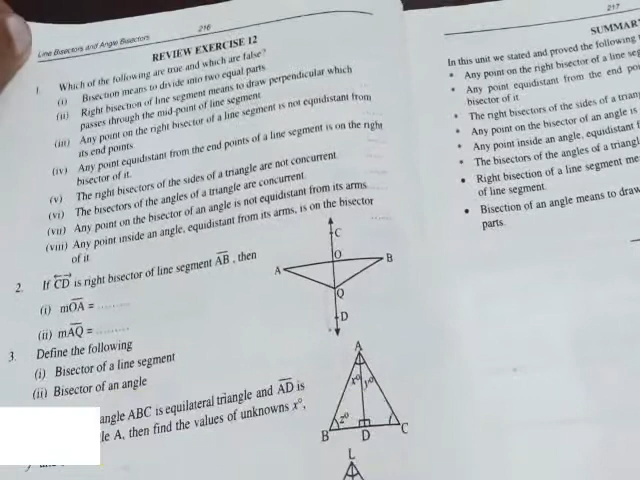 Line Bisectors and Angle Bisectors
216
REVIEW EXERCISE 12
1. Which of the following are true and which are false?
(i) Bisection means to divide into two equal parts.
(ii) Right bisection of line segment means to draw perpendicular which
passes through the mid-point of line segment.
(iii) Any point on the right bisector of a line segment is not equidistant from
its end points.
(iv) Any point equidistant from the end points of a line segment is on the right
bisector of it.
(v) The right bisectors of the sides of a triangle are not concurrent.
(vi) The bisectors of the angles of a triangle are concurrent.
(vii) Any point on the bisector of an angle is not equidistant from its arms.
(viii) Any point inside an angle, equidistant from its arms, is on the bisector
of it.
2. If CD is right bisector of line segment AB, then
(i) mOA = ........
(ii) mAQ = ........
C
O
A
B
Q
D
3. Define the following
(i) Bisector of a line segment
(ii) Bisector of an angle
angle ABC is equilateral triangle and AD is
le A, then find the values of unknowns x°,
A
x°
y°
z°
B
D
C
L
217
SUMMAR
In this unit we stated and proved the following
• Any point on the right bisector of a line seg
• Any point equidistant from the end poi
bisector of it.
• The right bisectors of the sides of a trian
• Any point on the bisector of an angle is
• Any point inside an angle, equidistant f
• The bisectors of the angles of a triangl
• Right bisection of a line segment me
of line segment.
• Bisection of an angle means to draw
parts.